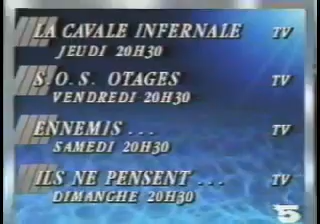 LA CAVALE INFERNALE TV
JEUDI 20H30
S.O.S. OTAGES TV
VENDREDI 20H30
ENNEMIS... TV
SAMEDI 20H30
ILS NE PENSENT... TV
DIMANCHE 20H30
5